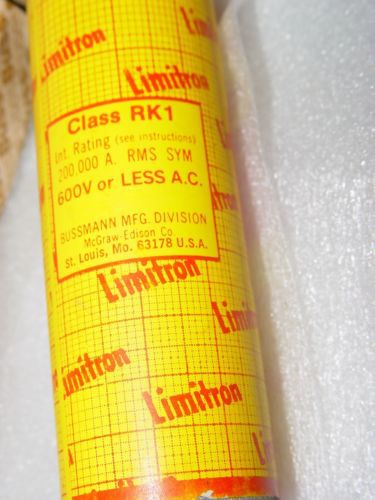 Limitron
Limitron
Class RK1
Int. Rating (see instructions)
200,000 A. RMS SYM
600V or LESS A.C.
BUSSMANN MFG. DIVISION
McGraw-Edison Co
St. Louis, Mo. 63178 U.S.A.
Limitron
Limitron
Limitron